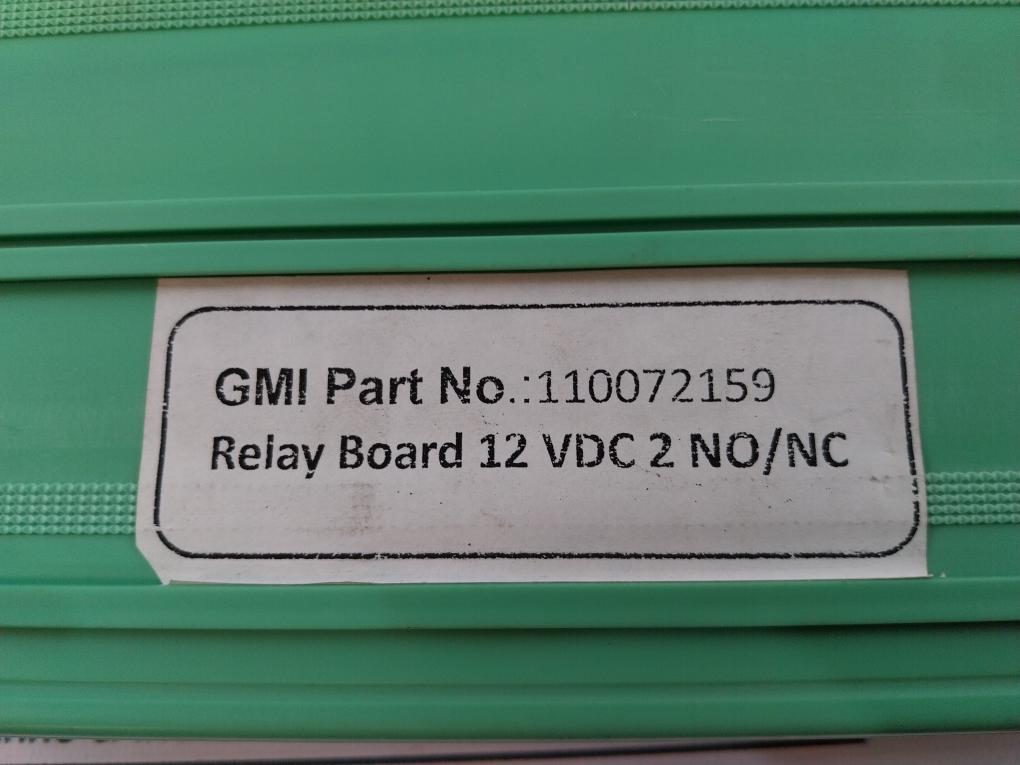 GMI Part No.:110072159
Relay Board 12 VDC 2 NO/NC